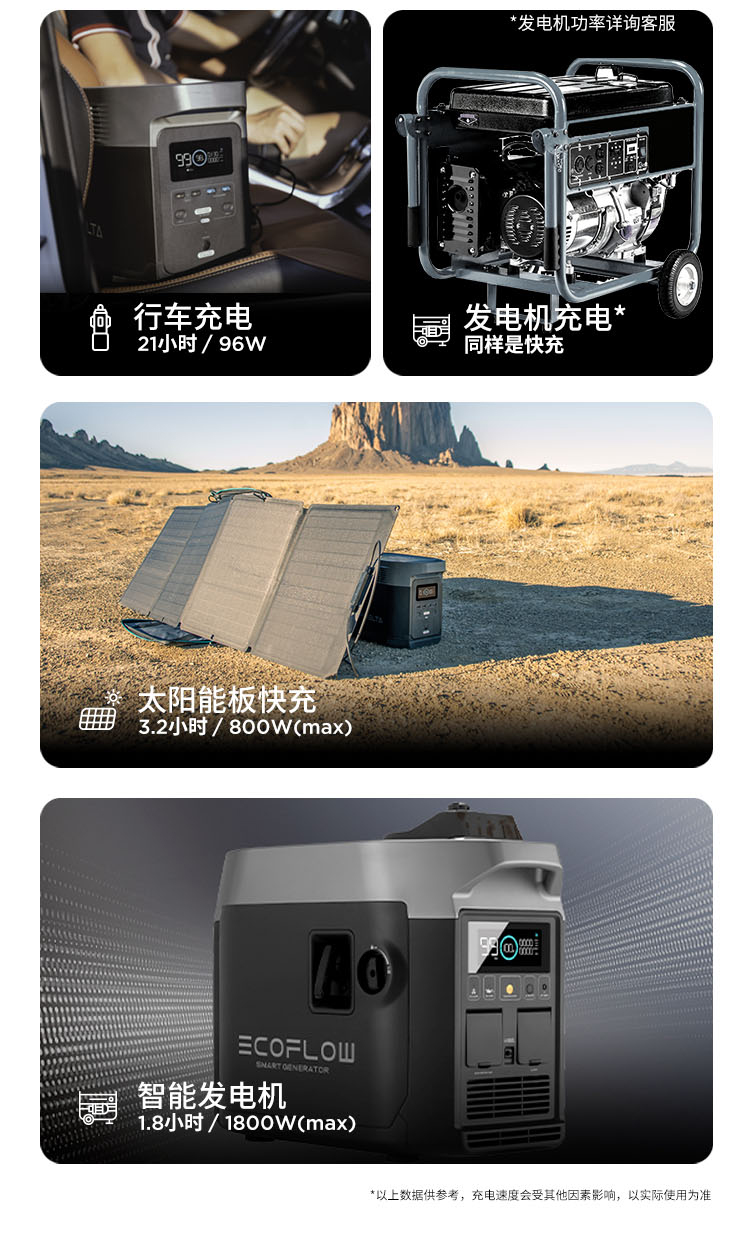 *发电机功率详询客服
99
LTA
行车充电
21小时 / 96W
发电机充电*
同样是快充
太阳能板快充
3.2小时 / 800W(max)
99
ECOFLOW
SMART GENERATOR
智能发电机
1.8小时 / 1800W(max)
*以上数据供参考，充电速度会受其他因素影响，以实际使用为准